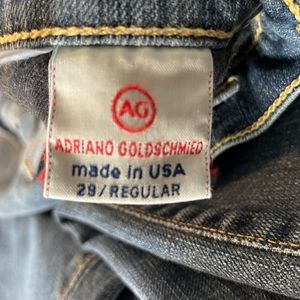 AG
ADRIANO GOLDSCHMIED
made in USA
29/REGULAR